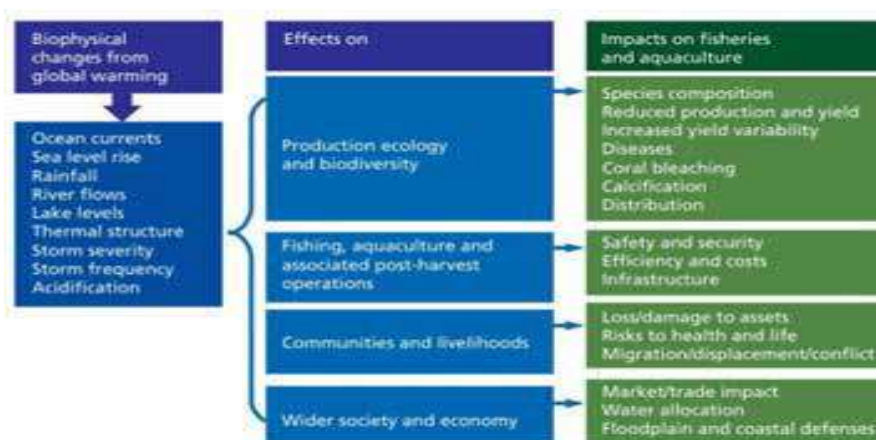 Biophysical
changes from
global warming
Effects on
Impacts on fisheries
and aquaculture
Ocean currents
Sea level rise
Rainfall
River flows
Lake levels
Thermal structure
Storm severity
Storm frequency
Acidification
Production ecology
and biodiversity
Species composition
Reduced production and yield
Increased yield variability
Diseases
Coral bleaching
Calcification
Distribution
Fishing, aquaculture and
associated post-harvest
operations
Safety and security
Efficiency and costs
Infrastructure
Communities and livelihoods
Loss/damage to assets
Risks to health and life
Migration/displacement/conflict
Wider society and economy
Market/trade impact
Water allocation
Floodplain and coastal defenses